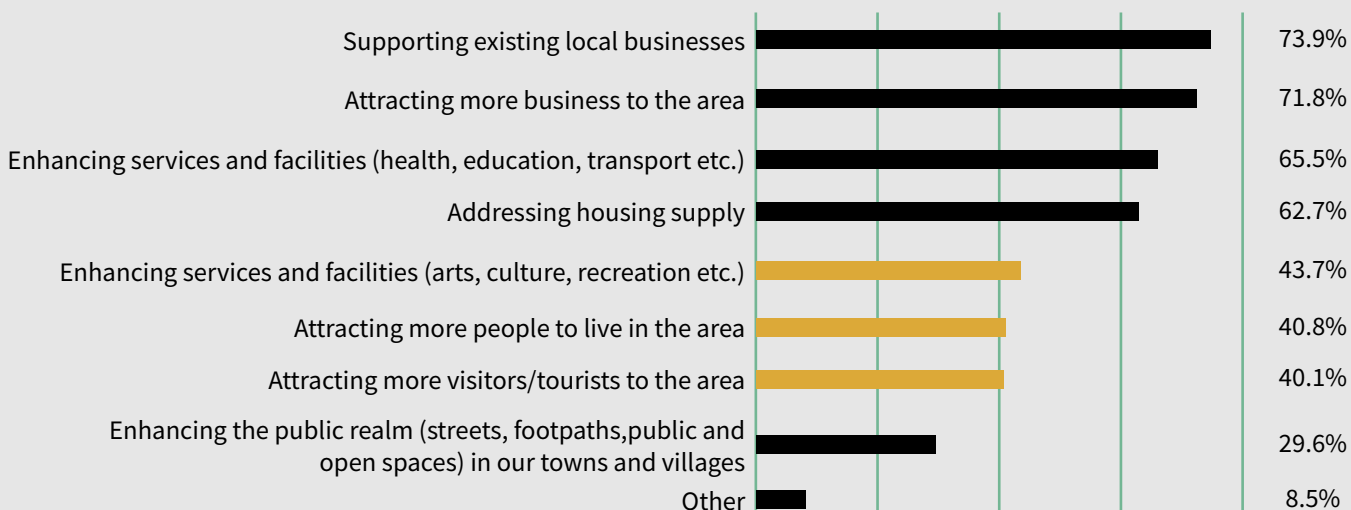 Supporting existing local businesses 73.9%
Attracting more business to the area 71.8%
Enhancing services and facilities (health, education, transport etc.) 65.5%
Addressing housing supply 62.7%
Enhancing services and facilities (arts, culture, recreation etc.) 43.7%
Attracting more people to live in the area 40.8%
Attracting more visitors/tourists to the area 40.1%
Enhancing the public realm (streets, footpaths,public and
open spaces) in our towns and villages 29.6%
Other 8.5%